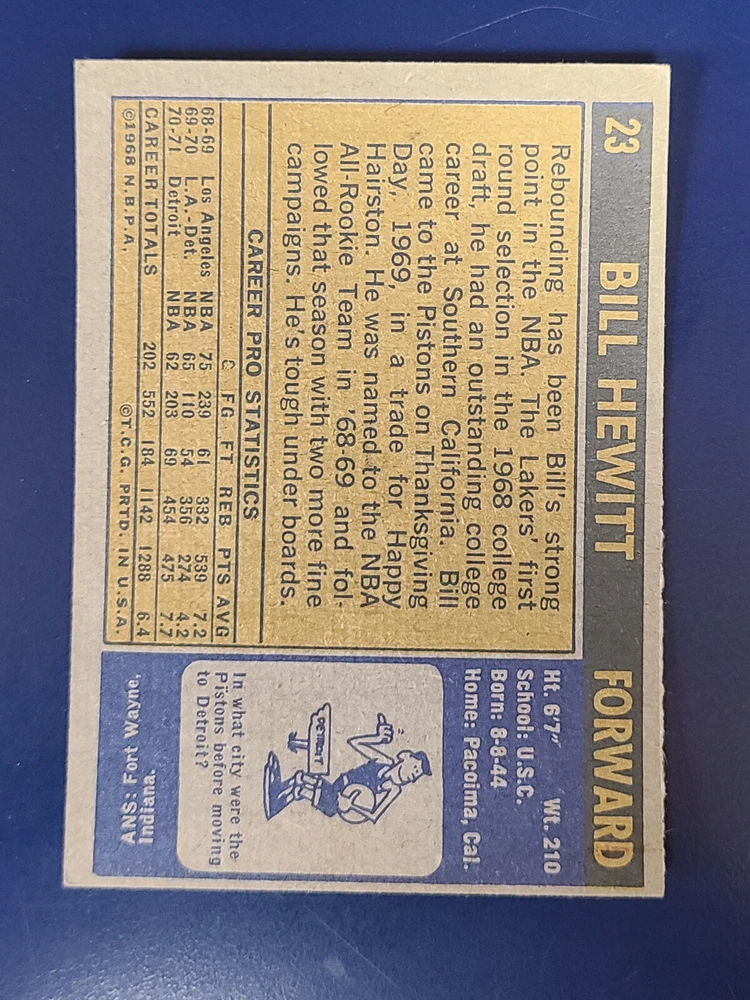 23 BILL HEWITT FORWARD
Rebounding has been Bill's strong
point in the NBA. The Lakers' first
round selection in the 1968 college
draft, he had an outstanding college
career at Southern California. Bill
came to the Pistons on Thanksgiving
Day, 1969, in a trade for Happy
Hairston. He was named to the NBA
All-Rookie Team in '68-69 and fol-
lowed that season with two more fine
campaigns. He's tough under boards.
CAREER PRO STATISTICS
G FG FT REB PTS AVG
68-69 Los Angeles NBA 75 239 61 332 539 7.2
69-70 L.A.-Det. NBA 65 110 54 356 274 4.2
70-71 Detroit NBA 62 203 69 454 475 7.7
CAREER TOTALS 202 552 184 1142 1288 6.4
©1968 N.B.P.A. ©T.C.G. PRTD. IN U.S.A.
Ht. 6'7" Wt. 210
School: U.S.C.
Born: 8-8-44
Home: Pacoima, Cal.
DETROIT
In what city were the
Pistons before moving
to Detroit?
ANS: Fort Wayne,
Indiana.